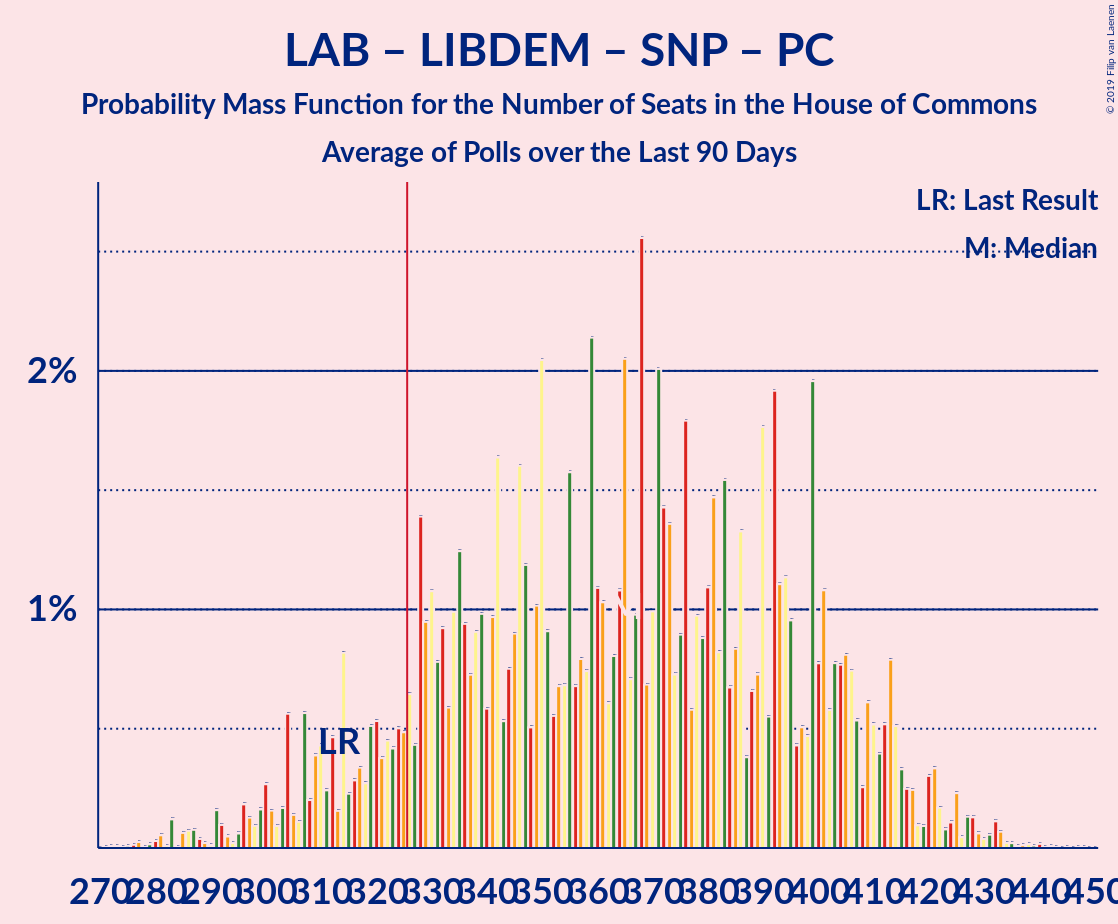 LAB – LIBDEM – SNP – PC
Probability Mass Function for the Number of Seats in the House of Commons
Average of Polls over the Last 90 Days
© 2019 Filip van Laenen
LR: Last Result
M: Median
2%
1%
LR
M
270 280 290 300 310 320 330 340 350 360 370 380 390 400 410 420 430 440 450